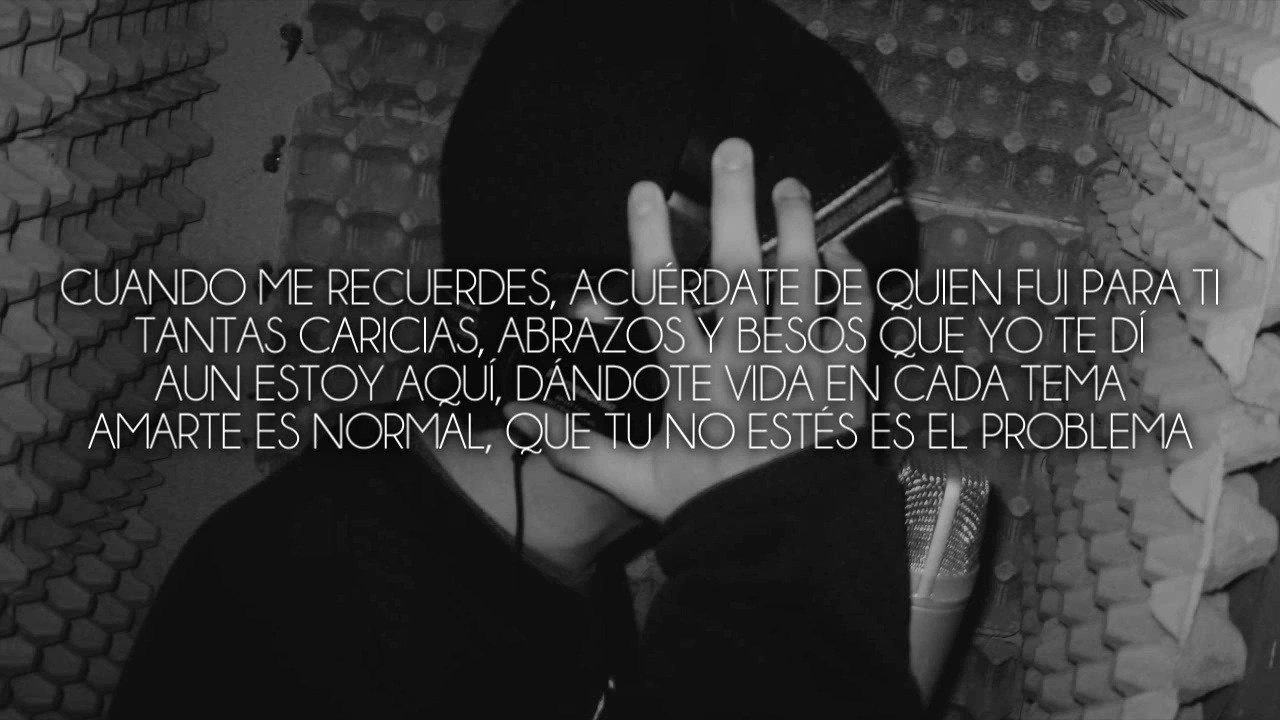 CUANDO ME RECUERDES, ACUÉRDATE DE QUIEN FUI PARA TI
TANTAS CARICIAS, ABRAZOS Y BESOS QUE YO TE DÍ
AUN ESTOY AQUÍ, DÁNDOTE VIDA EN CADA TEMA
AMARTE ES NORMAL, QUE TU NO ESTÉS ES EL PROBLEMA